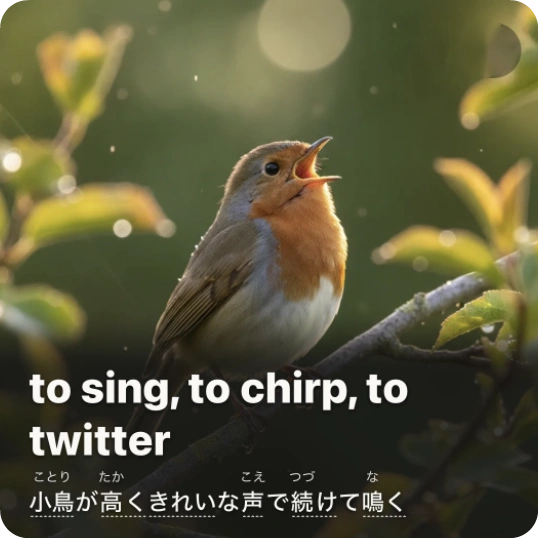 to sing, to chirp, to
twitter
ことり たか こえ つづ な
小鳥が高くきれいな声で続けて鳴く